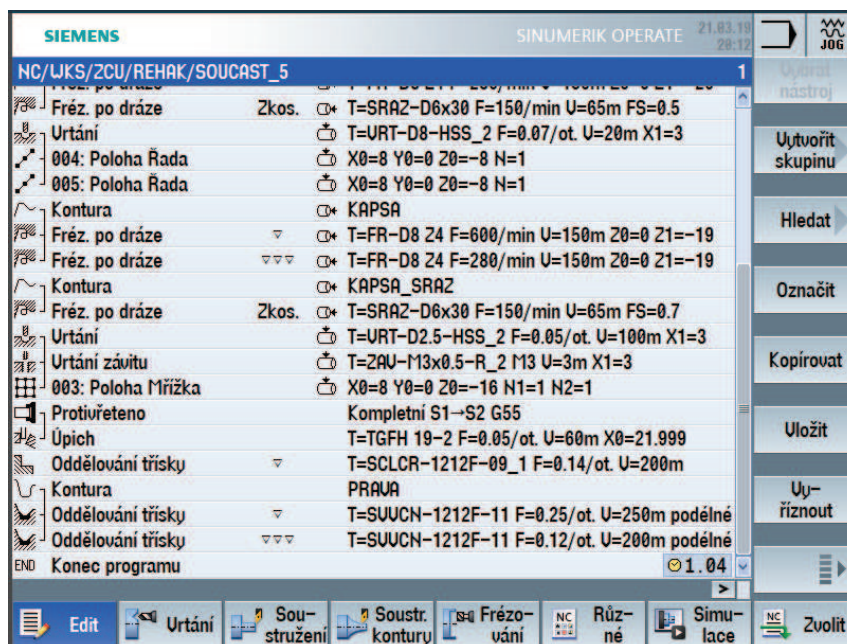 SIEMENS SINUMERIK OPERATE 21.03.19 20:12
JOG
NC/WKS/ZCU/REHAK/SOUCAST_5 1
Vybrat nástroj
Fréz. po dráze Zkos. T=SRAZ-D6x30 F=150/min V=65m FS=0.5
Vrtání T=VRT-D8-HSS_2 F=0.07/ot. V=20m X1=3
004: Poloha Řada X0=8 Y0=0 Z0=-8 N=1
005: Poloha Řada X0=8 Y0=0 Z0=-8 N=1
Kontura KAPSA
Fréz. po dráze ▽ T=FR-D8 Z4 F=600/min V=150m Z0=0 Z1=-19
Fréz. po dráze ▽▽▽ T=FR-D8 Z4 F=280/min V=150m Z0=0 Z1=-19
Kontura KAPSA_SRAZ
Fréz. po dráze Zkos. T=SRAZ-D6x30 F=150/min V=65m FS=0.7
Vrtání T=VRT-D2.5-HSS_2 F=0.05/ot. V=100m X1=3
Vrtání závitu T=ZAV-M3x0.5-R_2 M3 V=3m X1=3
003: Poloha Mřížka X0=8 Y0=0 Z0=-16 N1=1 N2=1
Protivřeteno Kompletní S1→S2 G55
Úpich T=TGFH 19-2 F=0.05/ot. V=60m X0=21.999
Oddělování třísky ▽ T=SCLCR-1212F-09_1 F=0.14/ot. V=200m
Kontura PRAVA
Oddělování třísky ▽ T=SVVCN-1212F-11 F=0.25/ot. V=250m podélné
Oddělování třísky ▽▽▽ T=SVVCN-1212F-11 F=0.12/ot. V=200m podélné
END Konec programu 1.04
>
Vytvořit skupinu
Hledat
Označit
Kopírovat
Vložit
Vy-
říznout
Edit
Vrtání
Sou-
stružení
Soustr.
kontury
Frézo-
vání
NC
Růz-
né
Simu-
lace
NC
Zvolit